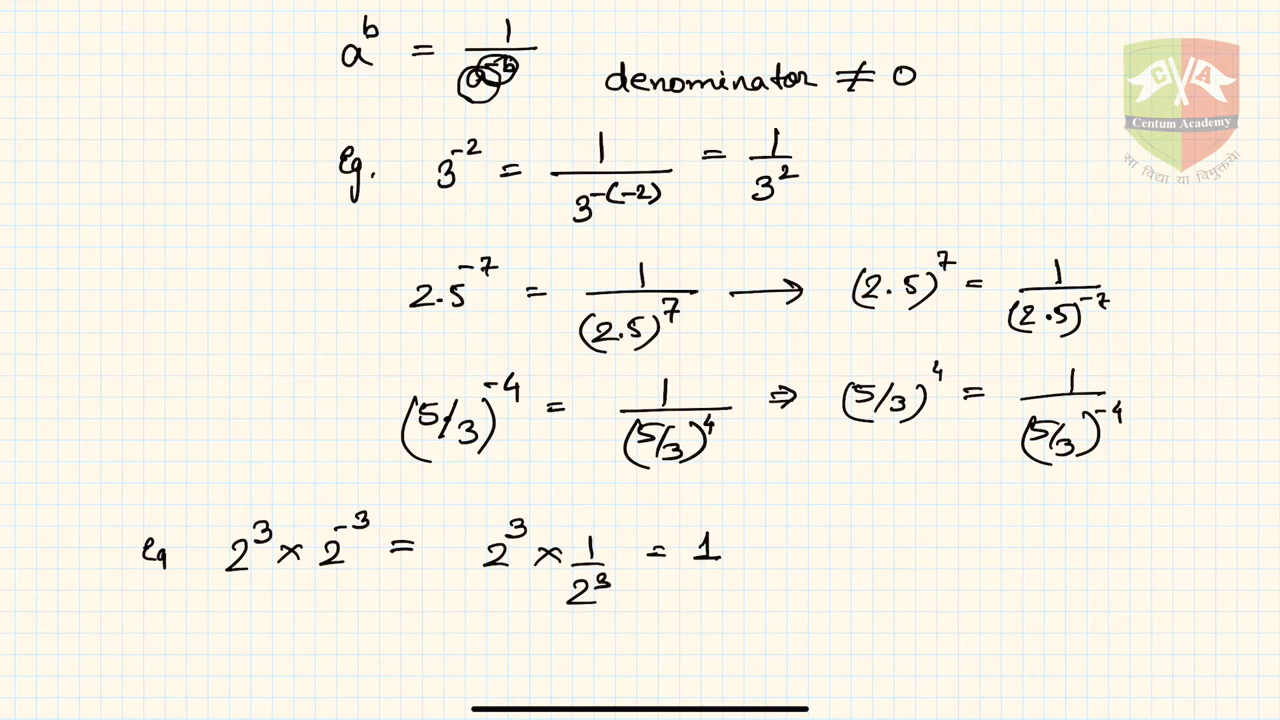 a^b = 1/a^-b denominator ≠ 0
Eg. 3^-2 = 1/3^-(-2) = 1/3^2
2.5^-7 = 1/(2.5)^7 → (2.5)^7 = 1/(2.5)^-7
(5/3)^-4 = 1/(5/3)^4 ⇒ (5/3)^4 = 1/(5/3)^-4
Eg 2^3 × 2^-3 = 2^3 × 1/2^3 = 1
C A
Centum Academy
सा विद्या या विमुक्तये